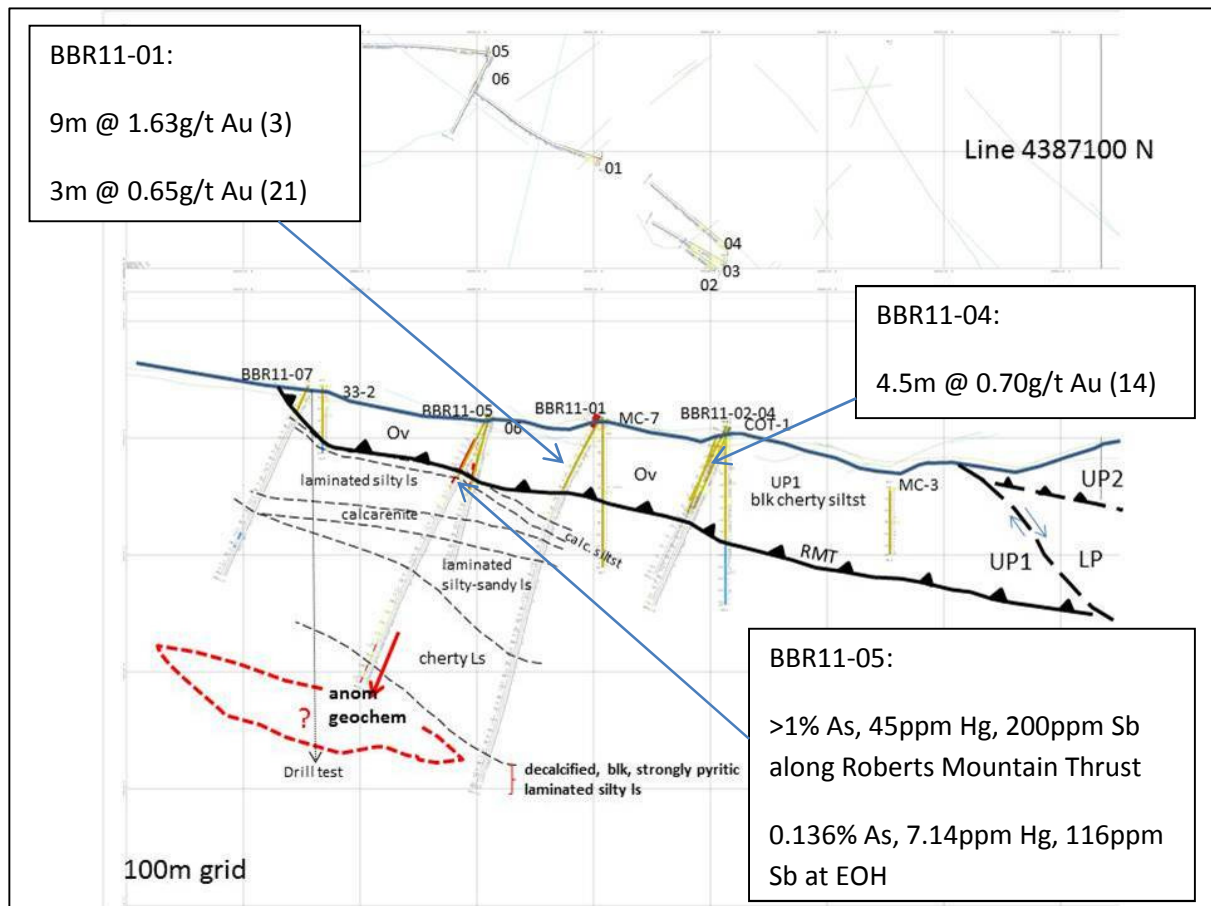 BBR11-01:
9m @ 1.63g/t Au (3)
3m @ 0.65g/t Au (21)
05
06
01
04
03
02
Line 4387100 N
BBR11-04:
4.5m @ 0.70g/t Au (14)
BBR11-07
33-2
BBR11-05
06
BBR11-01
MC-7
BBR11-02-04
COT-1
Ov
Ov
UP1
blk cherty siltst
MC-3
UP2
laminated silty ls
calcarenite
calc. siltst
laminated
silty-sandy ls
RMT
UP1
LP
cherty Ls
anom
geochem
?
Drill test
decalcified, blk, strongly pyritic
laminated silty ls
BBR11-05:
>1% As, 45ppm Hg, 200ppm Sb
along Roberts Mountain Thrust
0.136% As, 7.14ppm Hg, 116ppm
Sb at EOH
100m grid